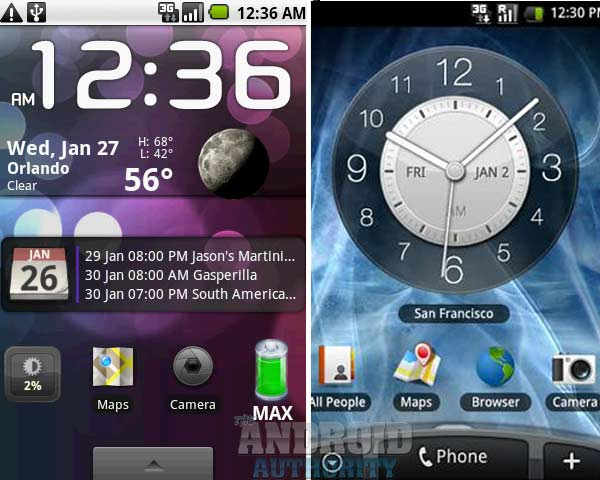 3G
12:36 AM
AM
12:36
Wed, Jan 27
H: 68°
L: 42°
Orlando
Clear
56°
JAN
26
29 Jan 08:00 PM Jason's Martini...
30 Jan 08:00 AM Gasperilla
30 Jan 07:00 PM South America...
2%
Maps
Camera
MAX
3G
R
12:30 PM
12
1
2
3
4
5
6
7
8
9
10
11
FRI
JAN 2
AM
San Francisco
All People
Maps
Browser
Camera
Phone
THE
ANDROID
AUTHORITY